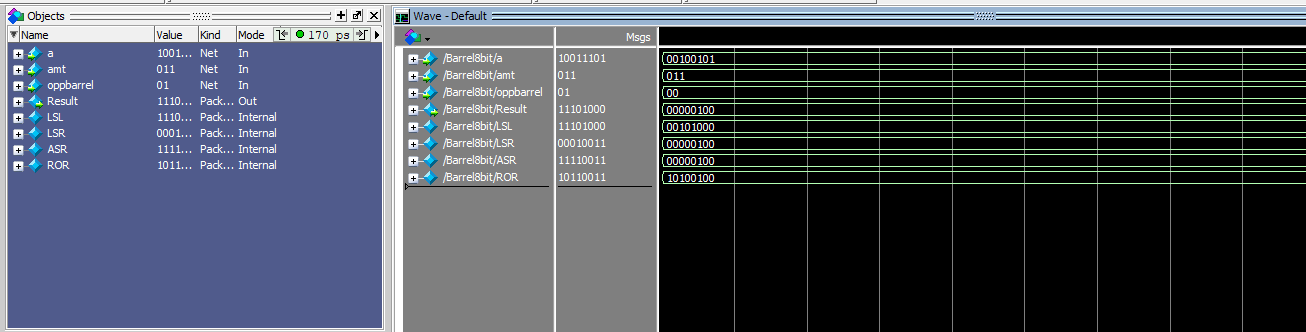 Objects
Name Value Kind Mode 170 ps
a 1001... Net In
amt 011 Net In
oppbarrel 01 Net In
Result 1110... Pack... Out
LSL 1110... Pack... Internal
LSR 0001... Pack... Internal
ASR 1111... Pack... Internal
ROR 1011... Pack... Internal
Wave - Default
Msgs
/Barrel8bit/a 10011101 00100101
/Barrel8bit/amt 011 011
/Barrel8bit/oppbarrel 01 00
/Barrel8bit/Result 11101000 00000100
/Barrel8bit/LSL 11101000 00101000
/Barrel8bit/LSR 00010011 00000100
/Barrel8bit/ASR 11110011 00000100
/Barrel8bit/ROR 10110011 10100100